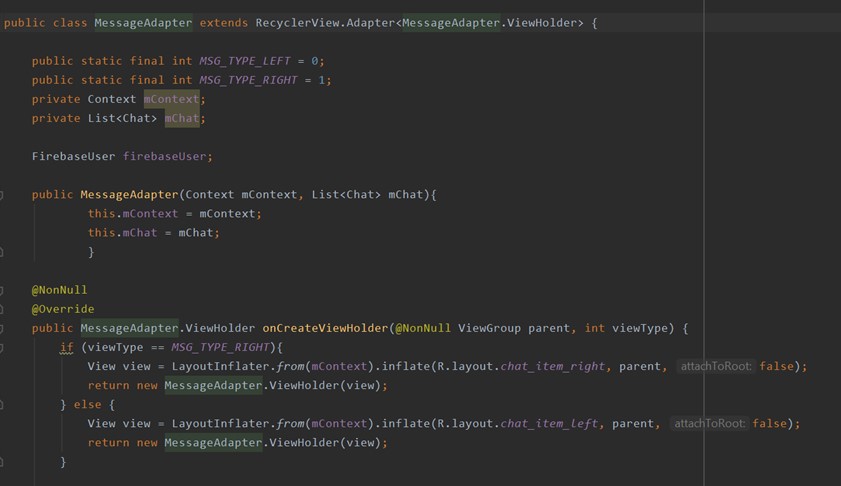 public class MessageAdapter extends RecyclerView.Adapter<MessageAdapter.ViewHolder> {
public static final int MSG_TYPE_LEFT = 0;
public static final int MSG_TYPE_RIGHT = 1;
private Context mContext;
private List<Chat> mChat;
FirebaseUser firebaseUser;
public MessageAdapter(Context mContext, List<Chat> mChat){
this.mContext = mContext;
this.mChat = mChat;
}
@NonNull
@Override
public MessageAdapter.ViewHolder onCreateViewHolder(@NonNull ViewGroup parent, int viewType) {
if (viewType == MSG_TYPE_RIGHT){
View view = LayoutInflater.from(mContext).inflate(R.layout.chat_item_right, parent, attachToRoot: false);
return new MessageAdapter.ViewHolder(view);
} else {
View view = LayoutInflater.from(mContext).inflate(R.layout.chat_item_left, parent, attachToRoot: false);
return new MessageAdapter.ViewHolder(view);
}